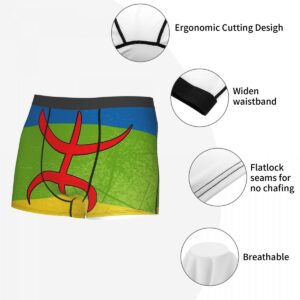 Ergonomic Cutting Desigh
Widen
waistband
Flatlock
seams for
no chafing
Breathable